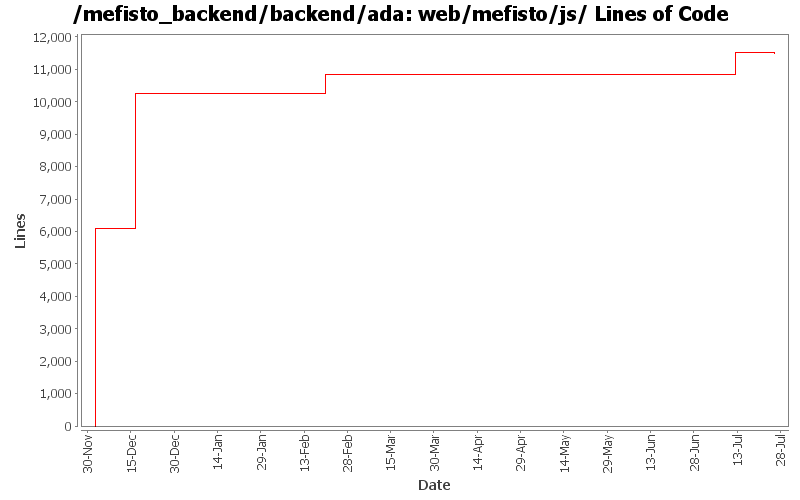 /mefisto_backend/backend/ada: web/mefisto/js/ Lines of Code
12,000
11,000
10,000
9,000
8,000
7,000
6,000
5,000
4,000
3,000
2,000
1,000
0
Lines
30-Nov
15-Dec
30-Dec
14-Jan
29-Jan
13-Feb
28-Feb
15-Mar
30-Mar
14-Apr
29-Apr
14-May
29-May
13-Jun
28-Jun
13-Jul
28-Jul
Date